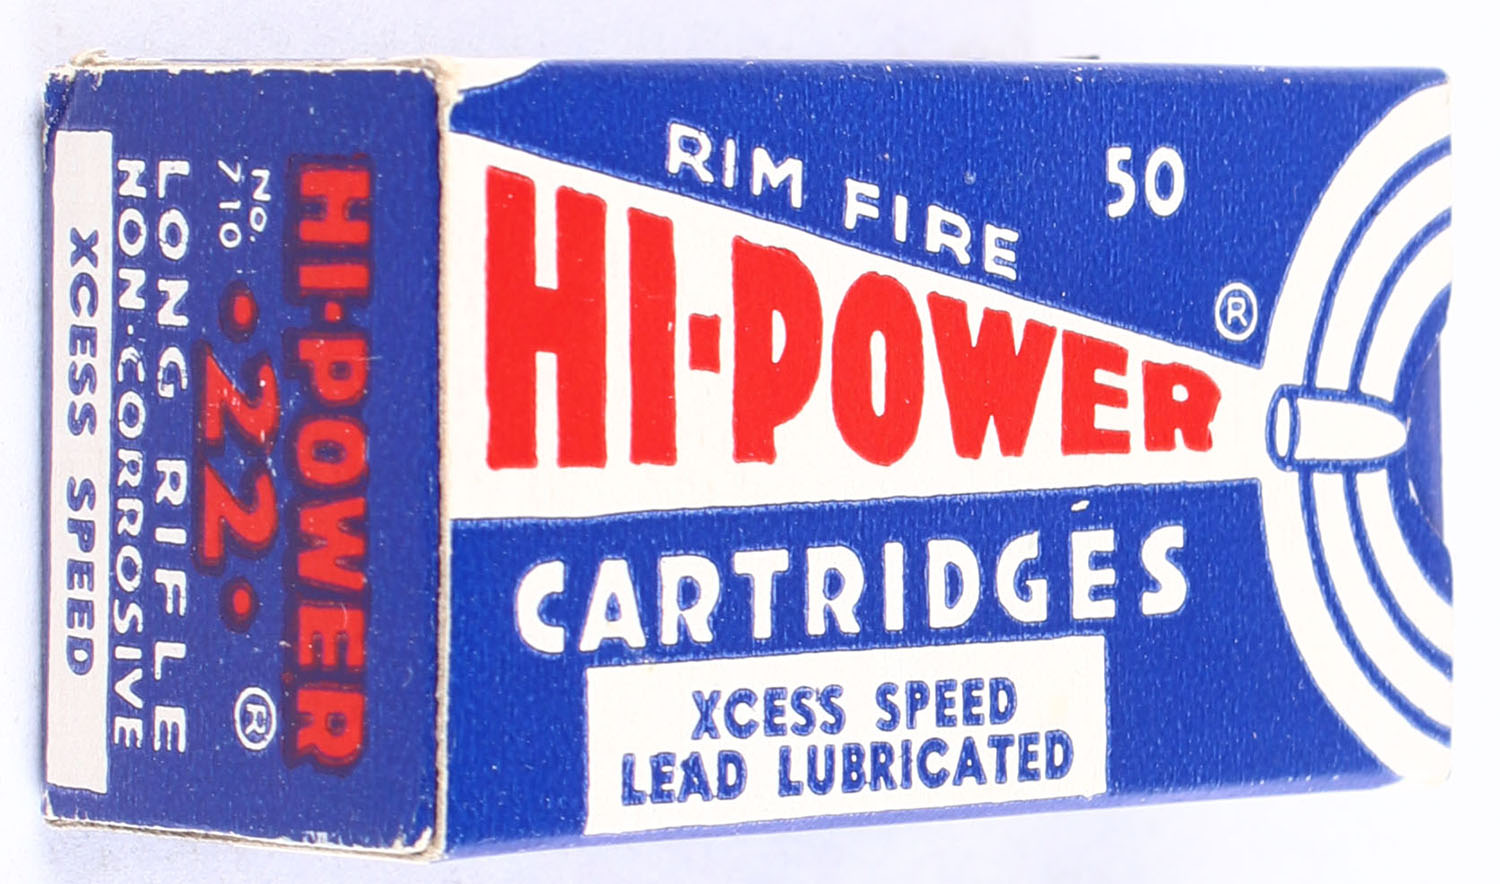 RIM FIRE
50
HI-POWER
®
CARTRIDGES
XCESS SPEED
LEAD LUBRICATED
HI-POWER
®
NO.
710
.22.
LONG RIFLE
NON-CORROSIVE
XCESS SPEED